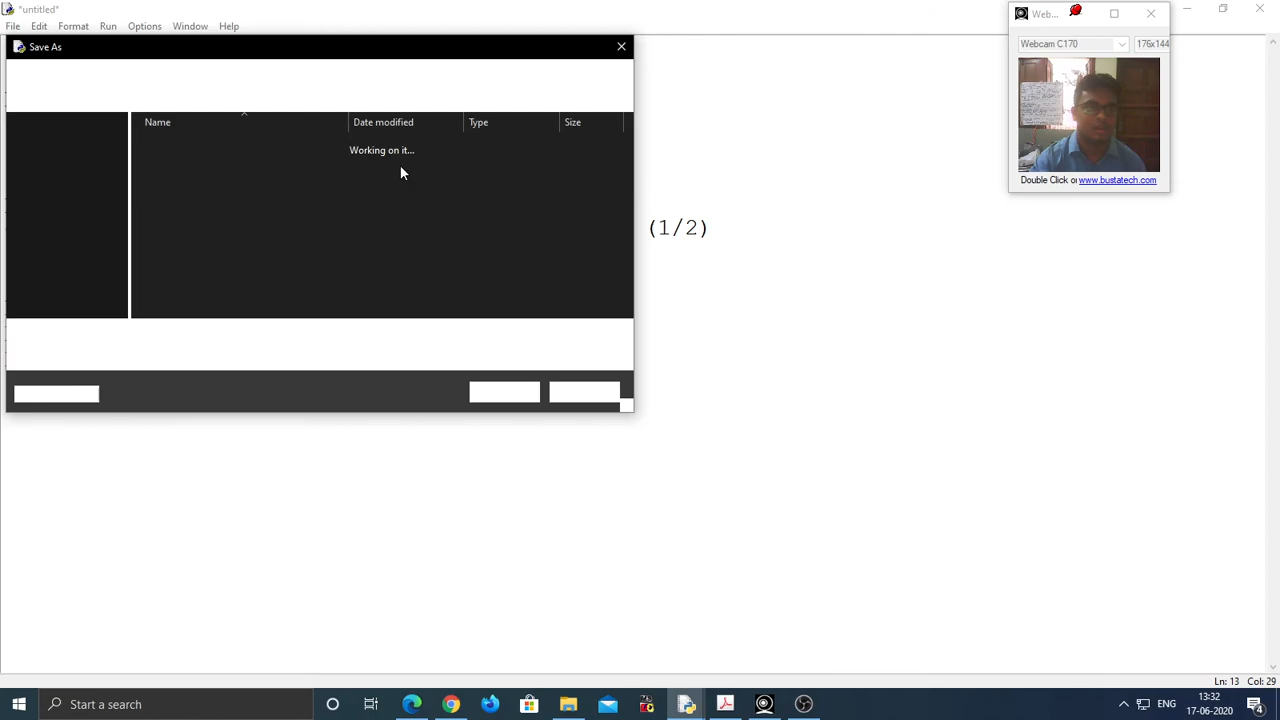 *untitled*
File Edit Format Run Options Window Help
Save As
Name Date modified Type Size
Working on it...
(1/2)
Web...
Webcam C170 176x144
Double Click o www.bustatech.com
Ln: 13 Col: 29
Start a search
ENG
13:32
17-06-2020
4